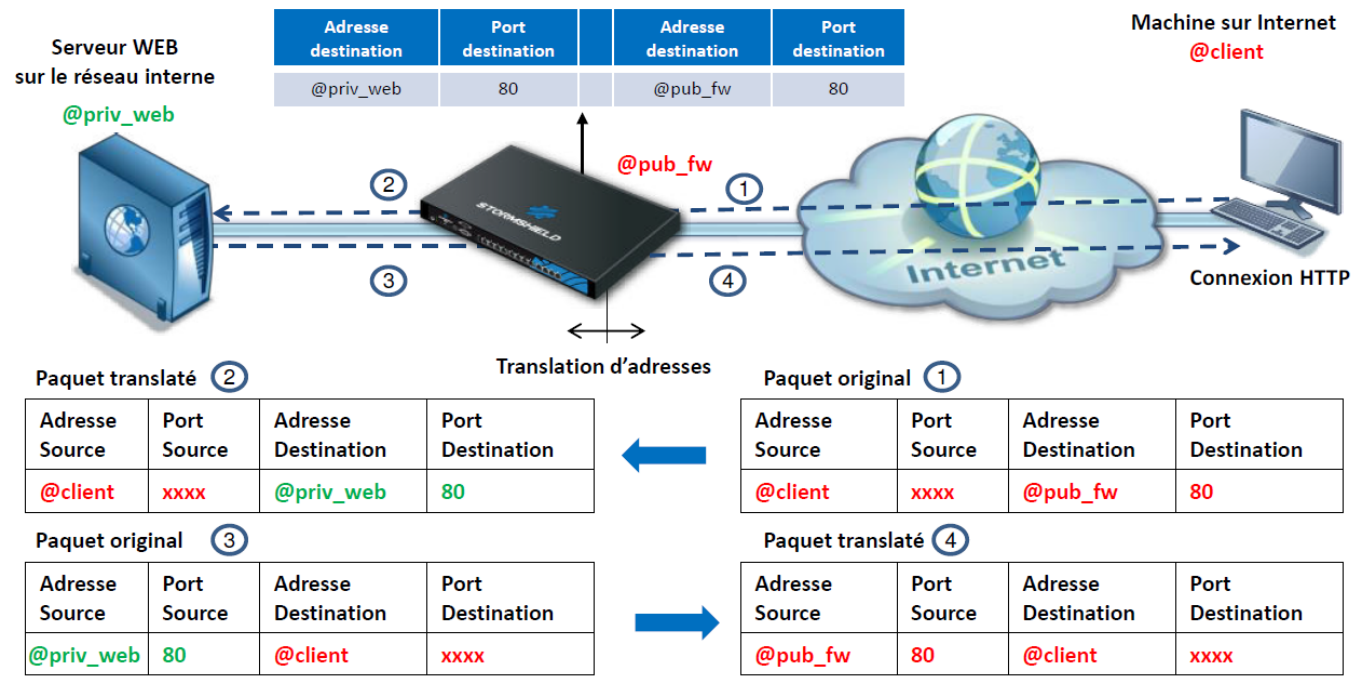 Serveur WEB
sur le réseau interne
@priv_web
Adresse destination | Port destination | Adresse destination | Port destination
@priv_web | 80 | @pub_fw | 80
Machine sur Internet
@client
@pub_fw
2
1
STORMSHIELD
Internet
3
4
Connexion HTTP
Translation d'adresses
Paquet translaté 2
Adresse Source | Port Source | Adresse Destination | Port Destination
@client | xxxx | @priv_web | 80
Paquet original 1
Adresse Source | Port Source | Adresse Destination | Port Destination
@client | xxxx | @pub_fw | 80
Paquet original 3
Adresse Source | Port Source | Adresse Destination | Port Destination
@priv_web | 80 | @client | xxxx
Paquet translaté 4
Adresse Source | Port Source | Adresse Destination | Port Destination
@pub_fw | 80 | @client | xxxx